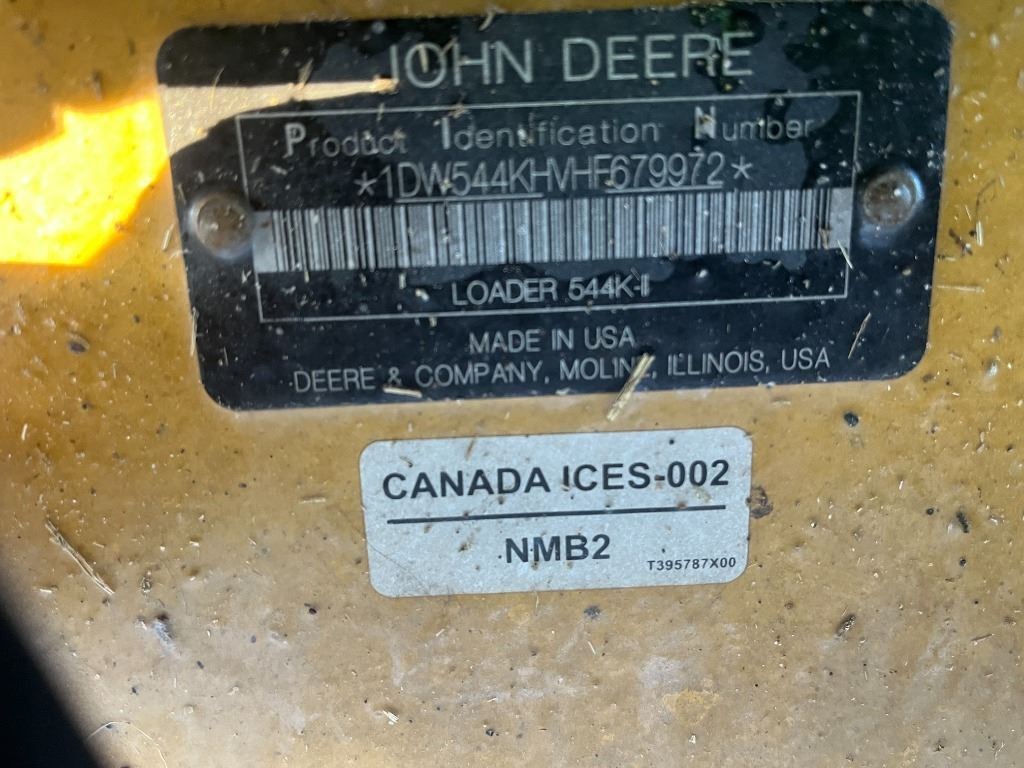 JOHN DEERE
Product Identification Number
*1DW544KHVHF679972*
LOADER 544K-II
MADE IN USA
DEERE & COMPANY, MOLINE, ILLINOIS, USA
CANADA ICES-002
NMB2
T395787X00